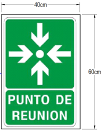 40cm
60cm
PUNTO DE
REUNION